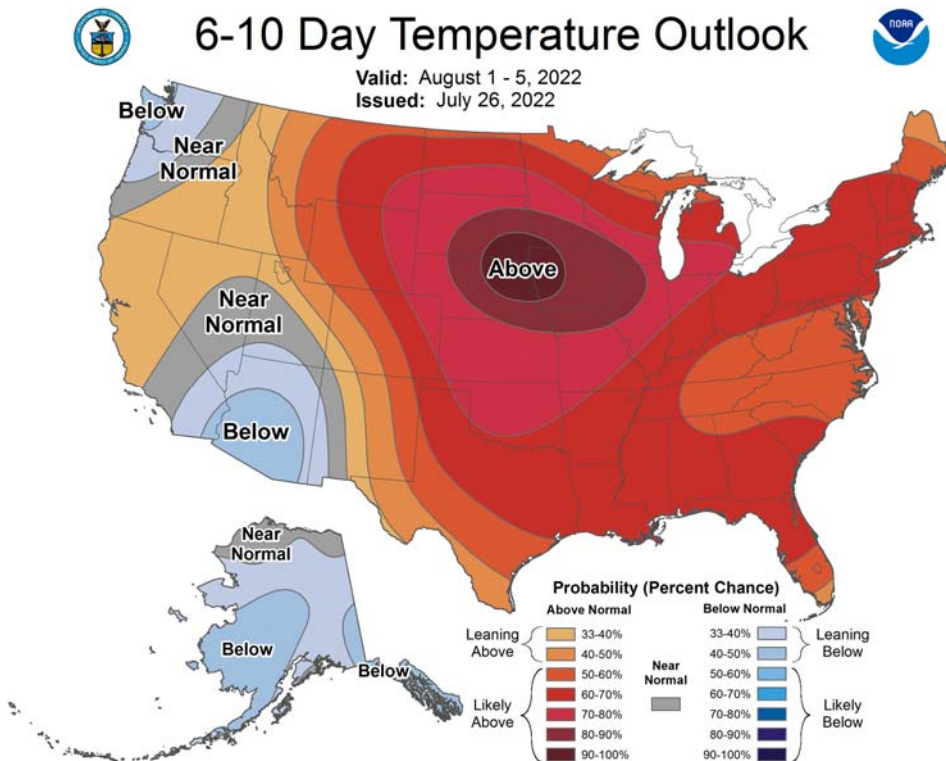 6-10 Day Temperature Outlook
NOAA
Valid: August 1 - 5, 2022
Issued: July 26, 2022
Below
Near
Normal
Above
Near
Normal
Below
Near
Normal
Below
Below
Probability (Percent Chance)
Above Normal
Below Normal
Leaning
Above
33-40%
40-50%
Likely
Above
50-60%
60-70%
70-80%
80-90%
90-100%
Near
Normal
33-40%
40-50%
Leaning
Below
50-60%
60-70%
70-80%
80-90%
90-100%
Likely
Below